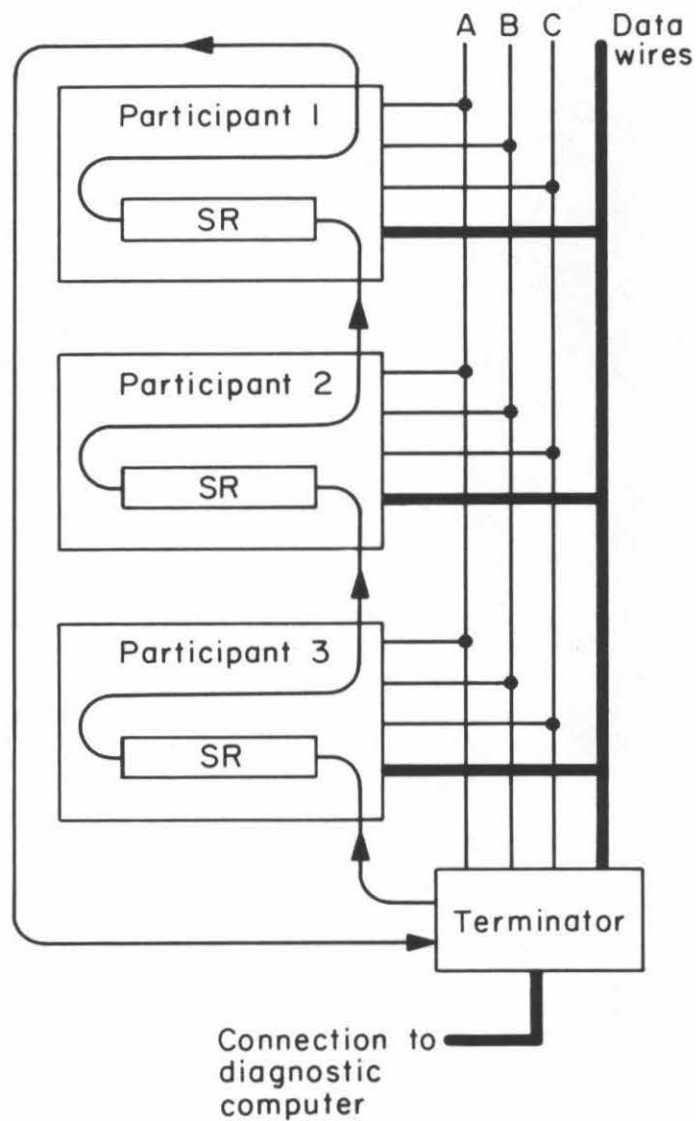 A B C Data
wires
Participant 1
SR
Participant 2
SR
Participant 3
SR
Terminator
Connection to
diagnostic
computer